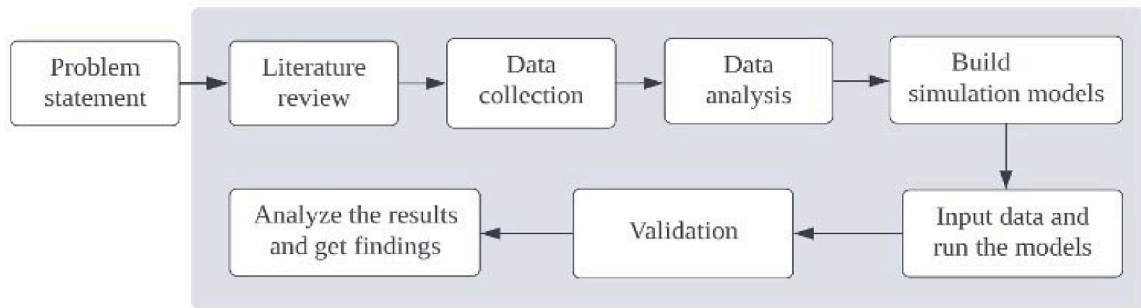 Problem
statement
Literature
review
Data
collection
Data
analysis
Build
simulation models
Input data and
run the models
Validation
Analyze the results
and get findings